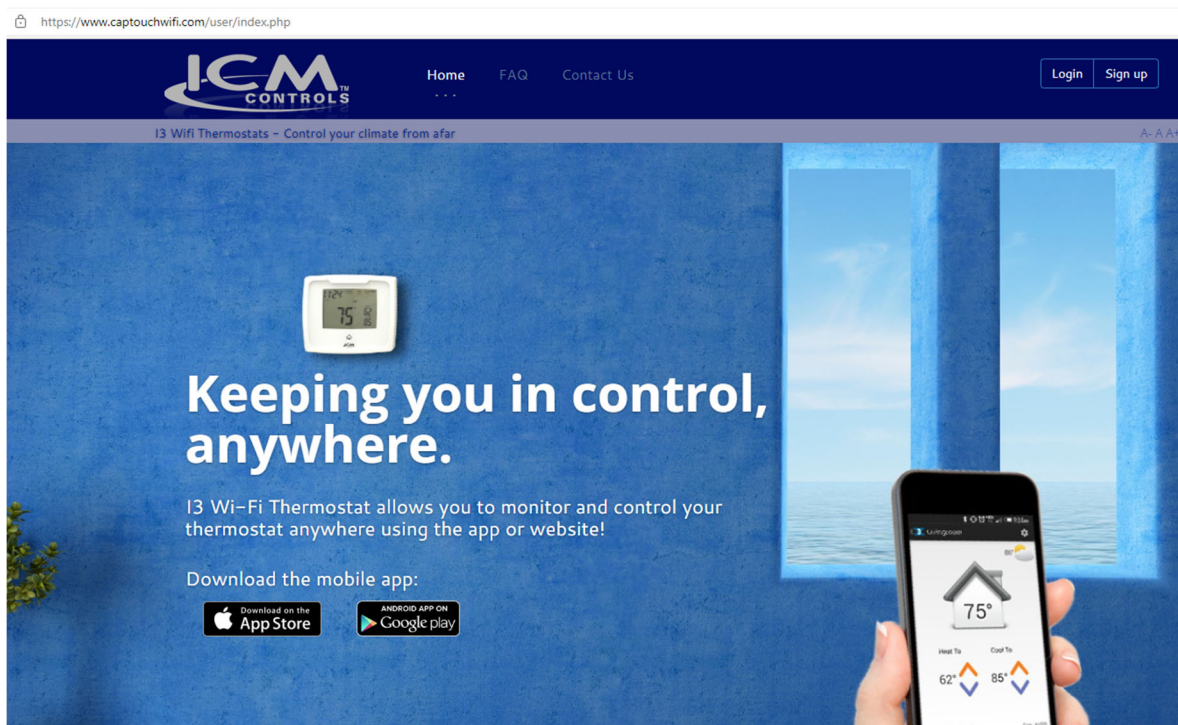 https://www.captouchwifi.com/user/index.php
ICM
TM
CONTROLS
Home FAQ Contact Us
Login Sign up
I3 Wifi Thermostats - Control your climate from afar
A- A A+
75°
ICM
Keeping you in control,
anywhere.
I3 Wi-Fi Thermostat allows you to monitor and control your
thermostat anywhere using the app or website!
Download the mobile app:
Download on the
App Store
ANDROID APP ON
Google play
75°
Heat To Cool To
62° 85°